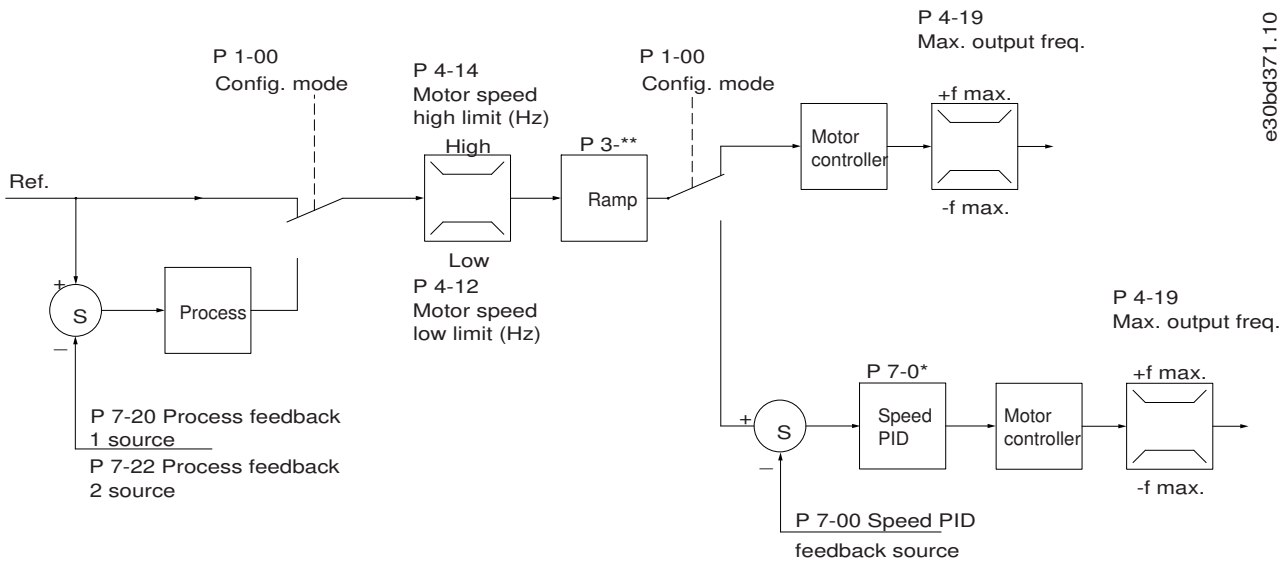 P 4-19
Max. output freq.
e30bd371.10
P 1-00
Config. mode
P 4-14
Motor speed
high limit (Hz)
P 1-00
Config. mode
+f max.
High
P 3-**
Motor
controller
Ref.
Ramp
-f max.
Low
P 4-12
Motor speed
low limit (Hz)
+
S
Process
–
P 4-19
Max. output freq.
P 7-20 Process feedback
1 source
P 7-22 Process feedback
2 source
P 7-0*
+f max.
+
S
Speed
PID
Motor
controller
–
-f max.
P 7-00 Speed PID
feedback source